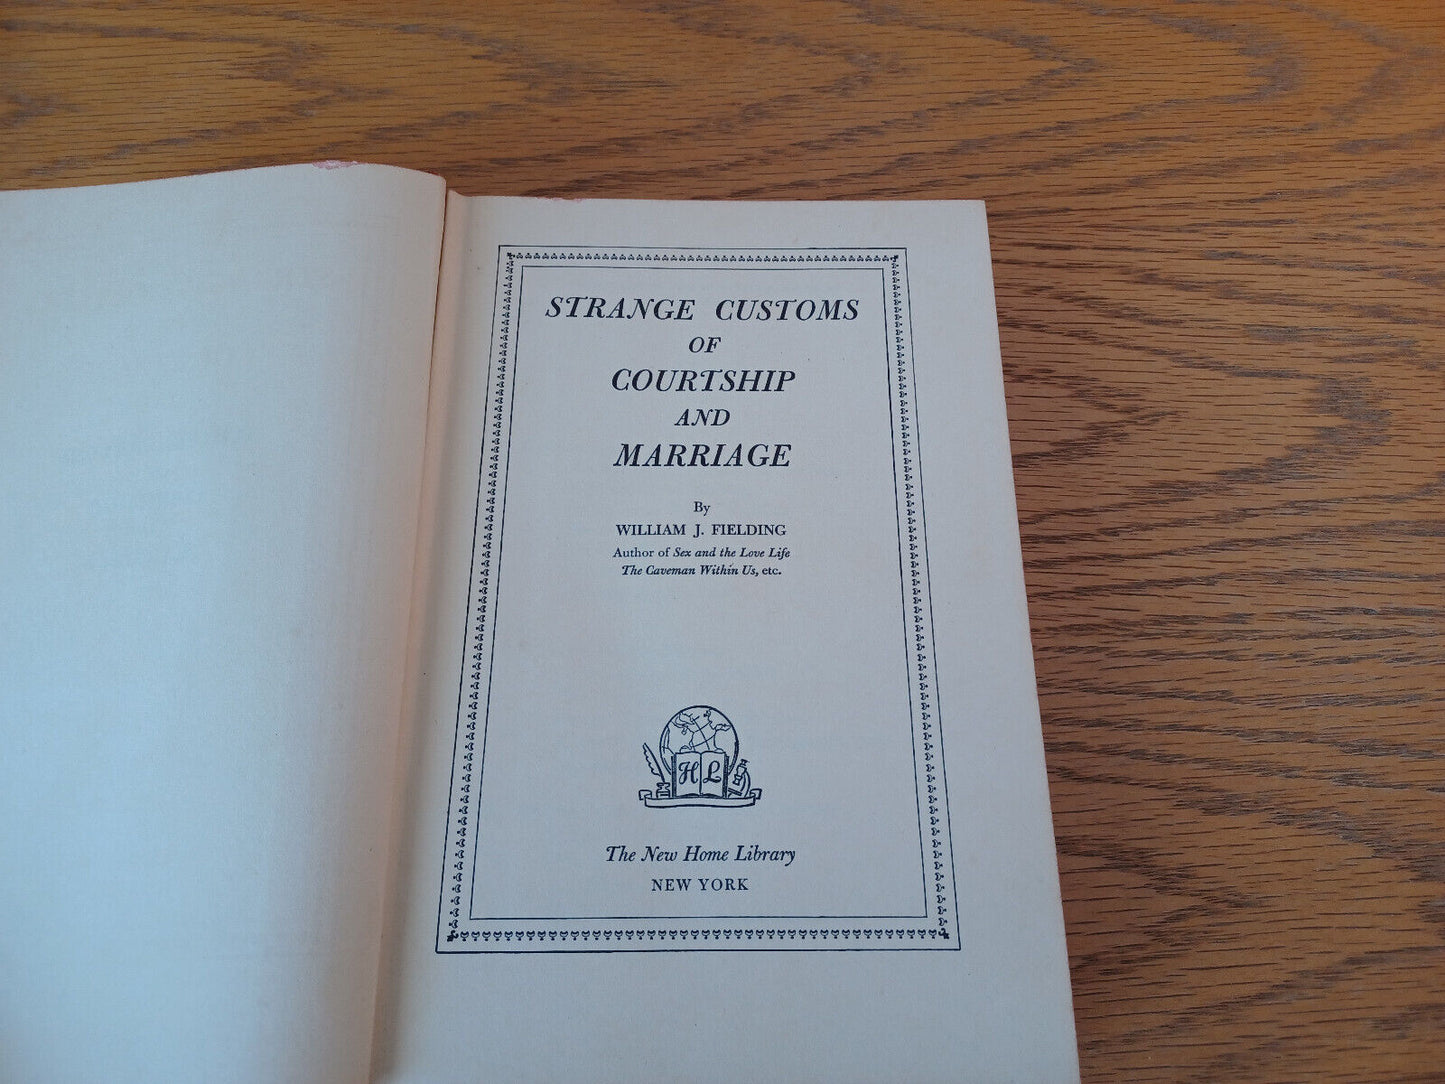 STRANGE CUSTOMS
OF
COURTSHIP
AND
MARRIAGE
By
WILLIAM J. FIELDING
Author of Sex and the Love Life
The Caveman Within Us, etc.
H L
The New Home Library
NEW YORK